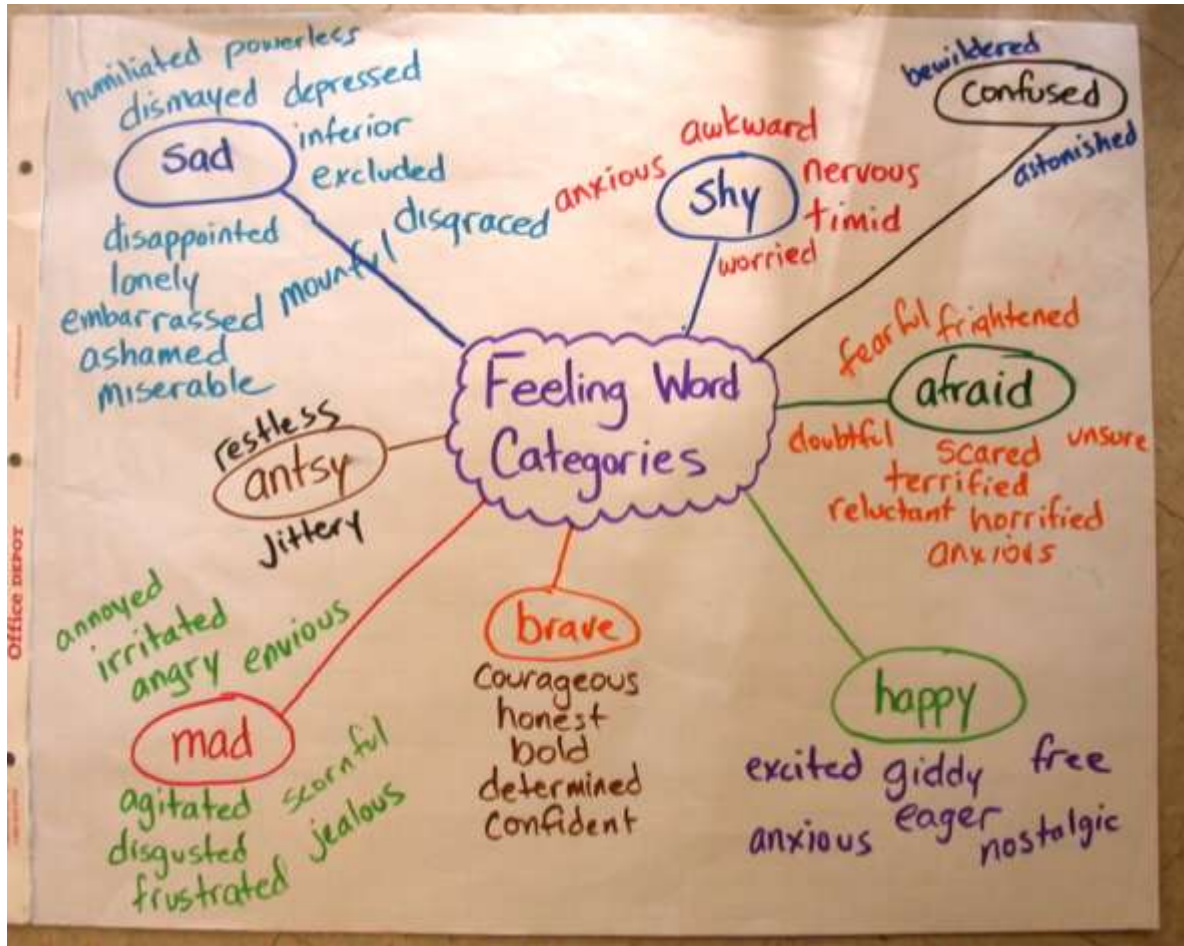 humiliated powerless
dismayed depressed
sad
inferior
excluded
disgraced
disappointed
lonely
mournful
embarrassed
ashamed
miserable
awkward
anxious
shy
nervous
timid
worried
bewildered
confused
astonished
Feeling Word
Categories
fearful frightened
afraid
doubtful scared unsure
terrified
reluctant horrified
anxious
restless
antsy
jittery
annoyed
irritated
angry envious
mad
agitated scornful
disgusted jealous
frustrated
brave
courageous
honest
bold
determined
confident
happy
excited giddy free
anxious eager nostalgic
Office DEPOT